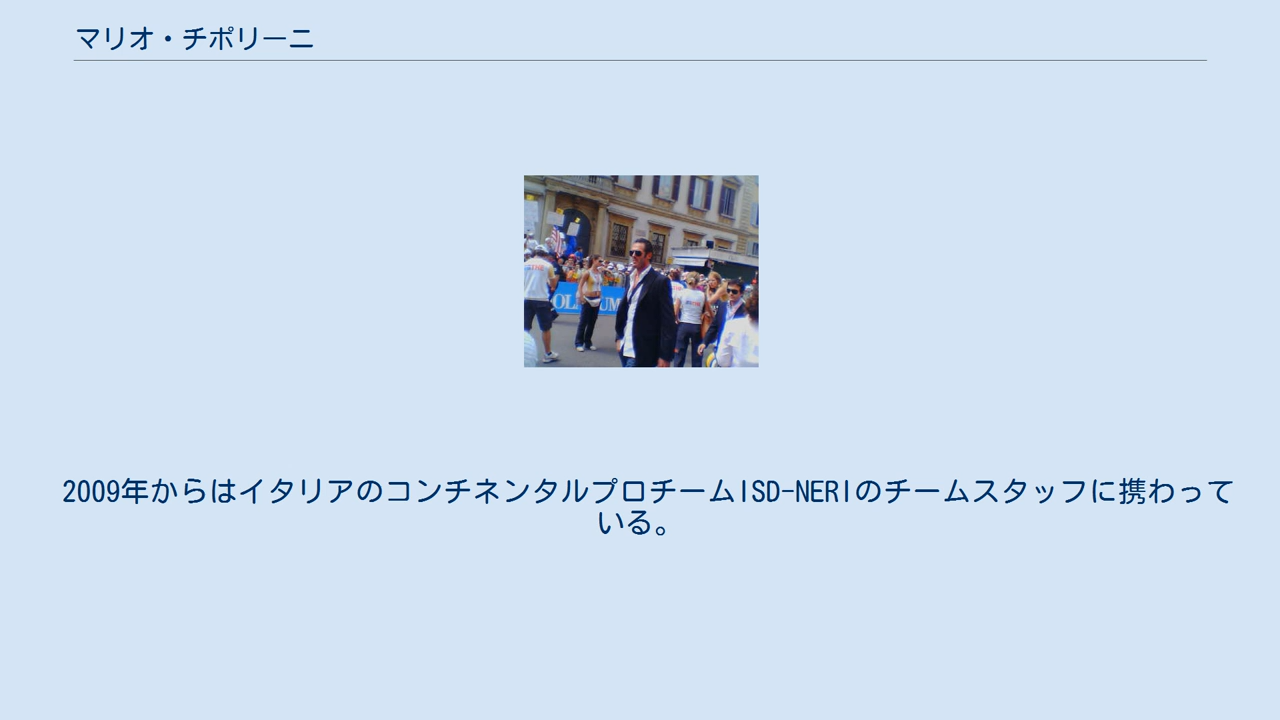 マリオ・チポリーニ
2009年からはイタリアのコンチネンタルプロチームISD-NERIのチームスタッフに携わって
いる。